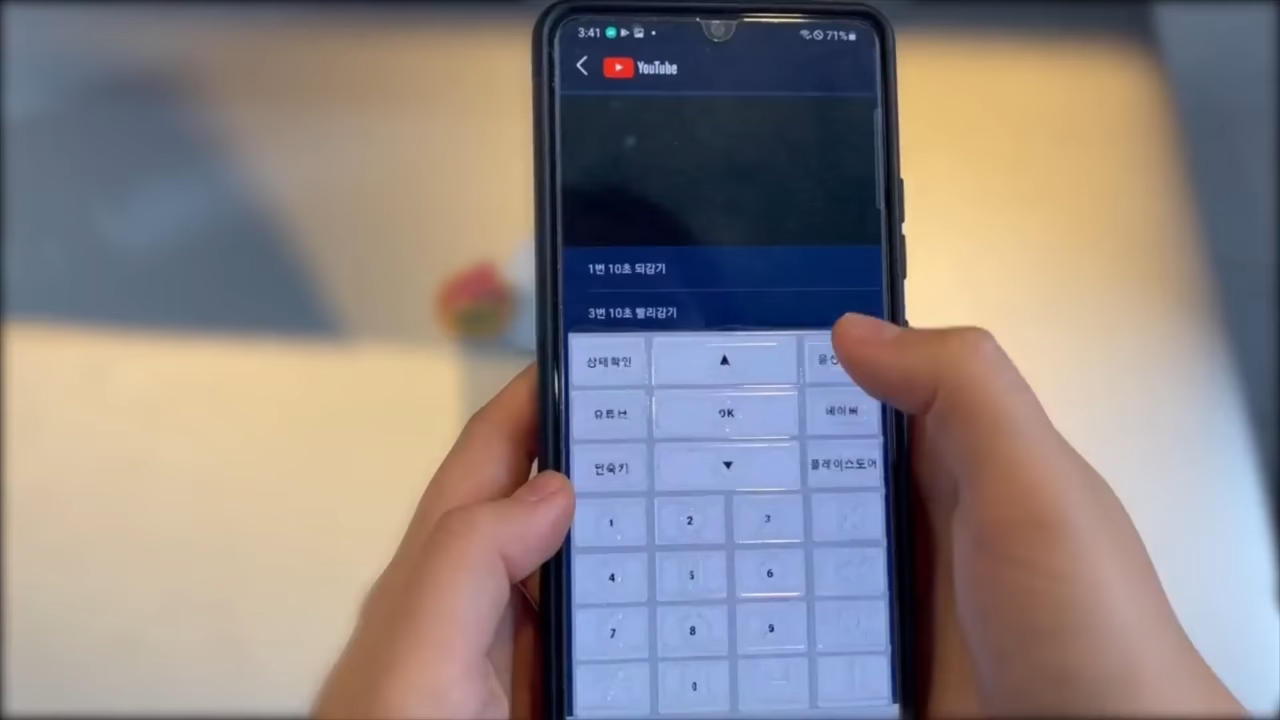 3:41
71%
YouTube
1번 10초 되감기
3번 10초 빨리감기
상태확인 ▲
유튜브 OK 네이버
단축키 ▼ 플레이스토어
1 2 3
4 5 6
7 8 9
0